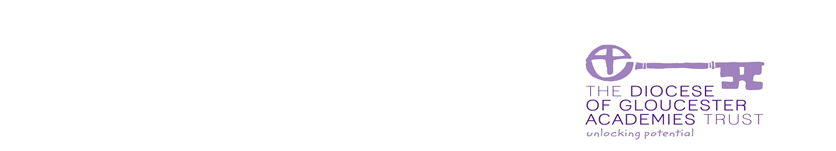 THE DIOCESE
OF GLOUCESTER
ACADEMIES TRUST
unlocking potential